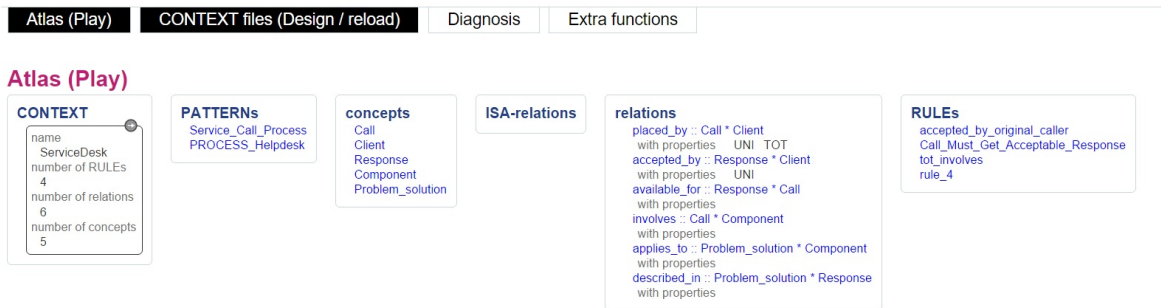 Atlas (Play) CONTEXT files (Design / reload) Diagnosis Extra functions
Atlas (Play)
CONTEXT
name
ServiceDesk
number of RULEs
4
number of relations
6
number of concepts
5
PATTERNs
Service_Call_Process
PROCESS_Helpdesk
concepts
Call
Client
Response
Component
Problem_solution
ISA-relations
relations
placed_by :: Call * Client
with properties UNI TOT
accepted_by :: Response * Client
with properties UNI
available_for :: Response * Call
with properties
involves :: Call * Component
with properties
applies_to :: Problem_solution * Component
with properties
described_in :: Problem_solution * Response
with properties
RULEs
accepted_by_original_caller
Call_Must_Get_Acceptable_Response
tot_involves
rule_4